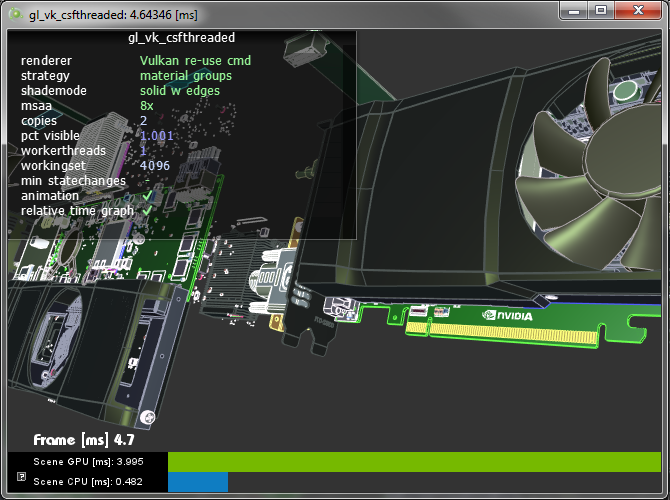 gl_vk_csfthreaded: 4.64346 [ms]
gl_vk_csfthreaded
renderer Vulkan re-use cmd
strategy material groups
shademode solid w edges
msaa 8x
copies 2
pct visible 1.001
workerthreads 1
workingset 4096
min statechanges -
animation ✓
relative time graph ✓
NVIDIA
Frame [ms] 4.7
Scene GPU [ms]: 3.995
? Scene CPU [ms]: 0.482